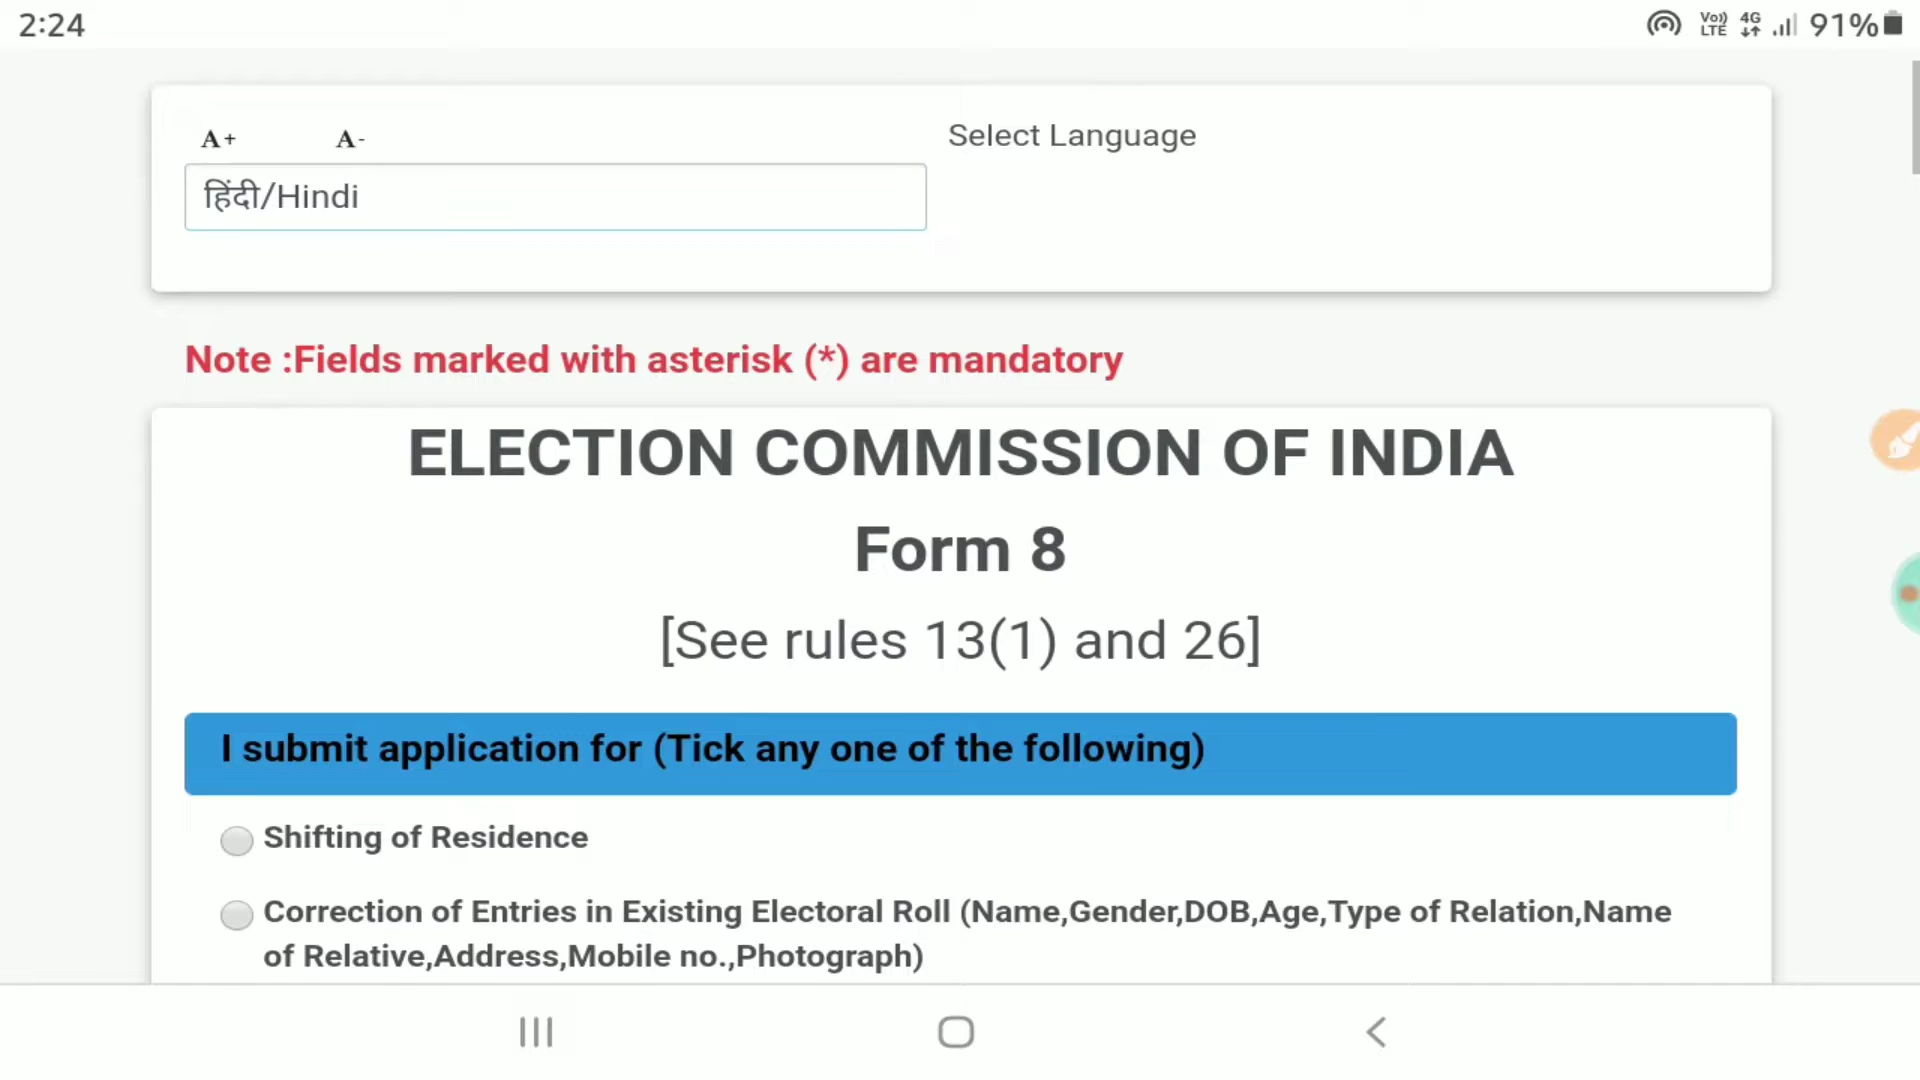 2:24
Vo)) LTE 4G 91%
A+ A-
Select Language
हिंदी/Hindi
Note :Fields marked with asterisk (*) are mandatory
ELECTION COMMISSION OF INDIA
Form 8
[See rules 13(1) and 26]
I submit application for (Tick any one of the following)
Shifting of Residence
Correction of Entries in Existing Electoral Roll (Name,Gender,DOB,Age,Type of Relation,Name
of Relative,Address,Mobile no.,Photograph)